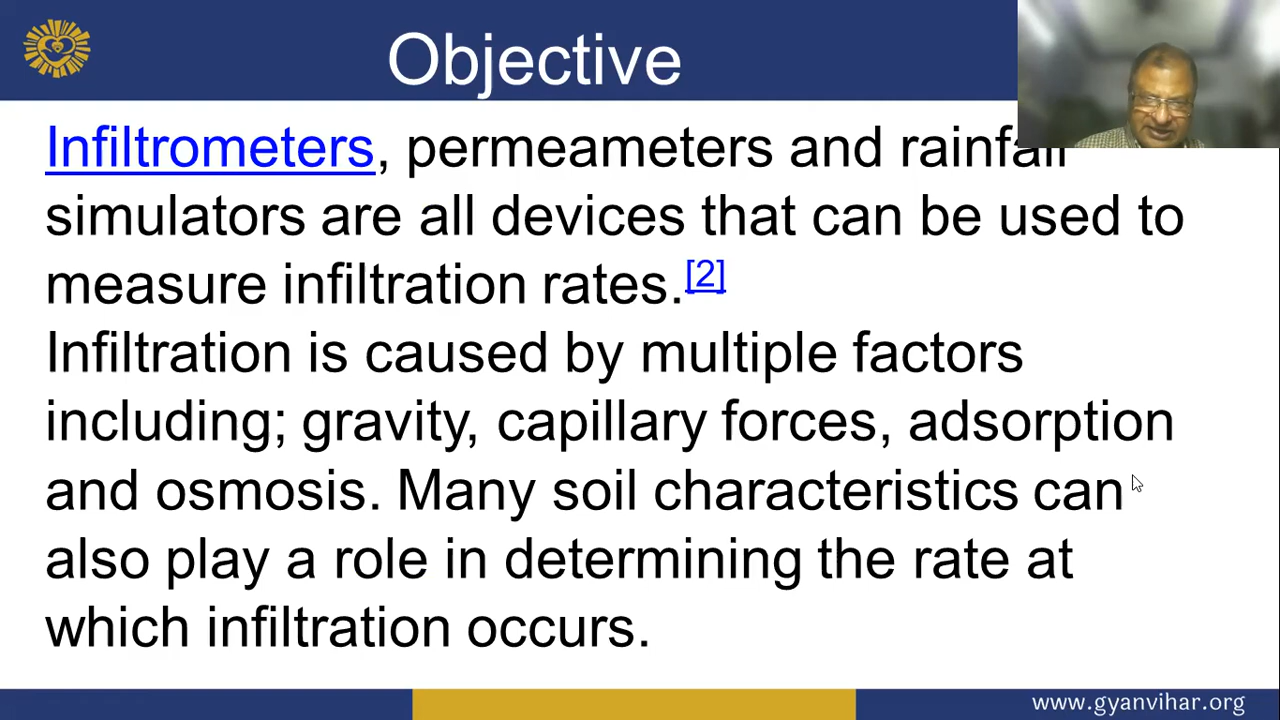 Objective
Infiltrometers, permeameters and rainfall
simulators are all devices that can be used to
measure infiltration rates.[2]
Infiltration is caused by multiple factors
including; gravity, capillary forces, adsorption
and osmosis. Many soil characteristics can
also play a role in determining the rate at
which infiltration occurs.
www.gyanvihar.org